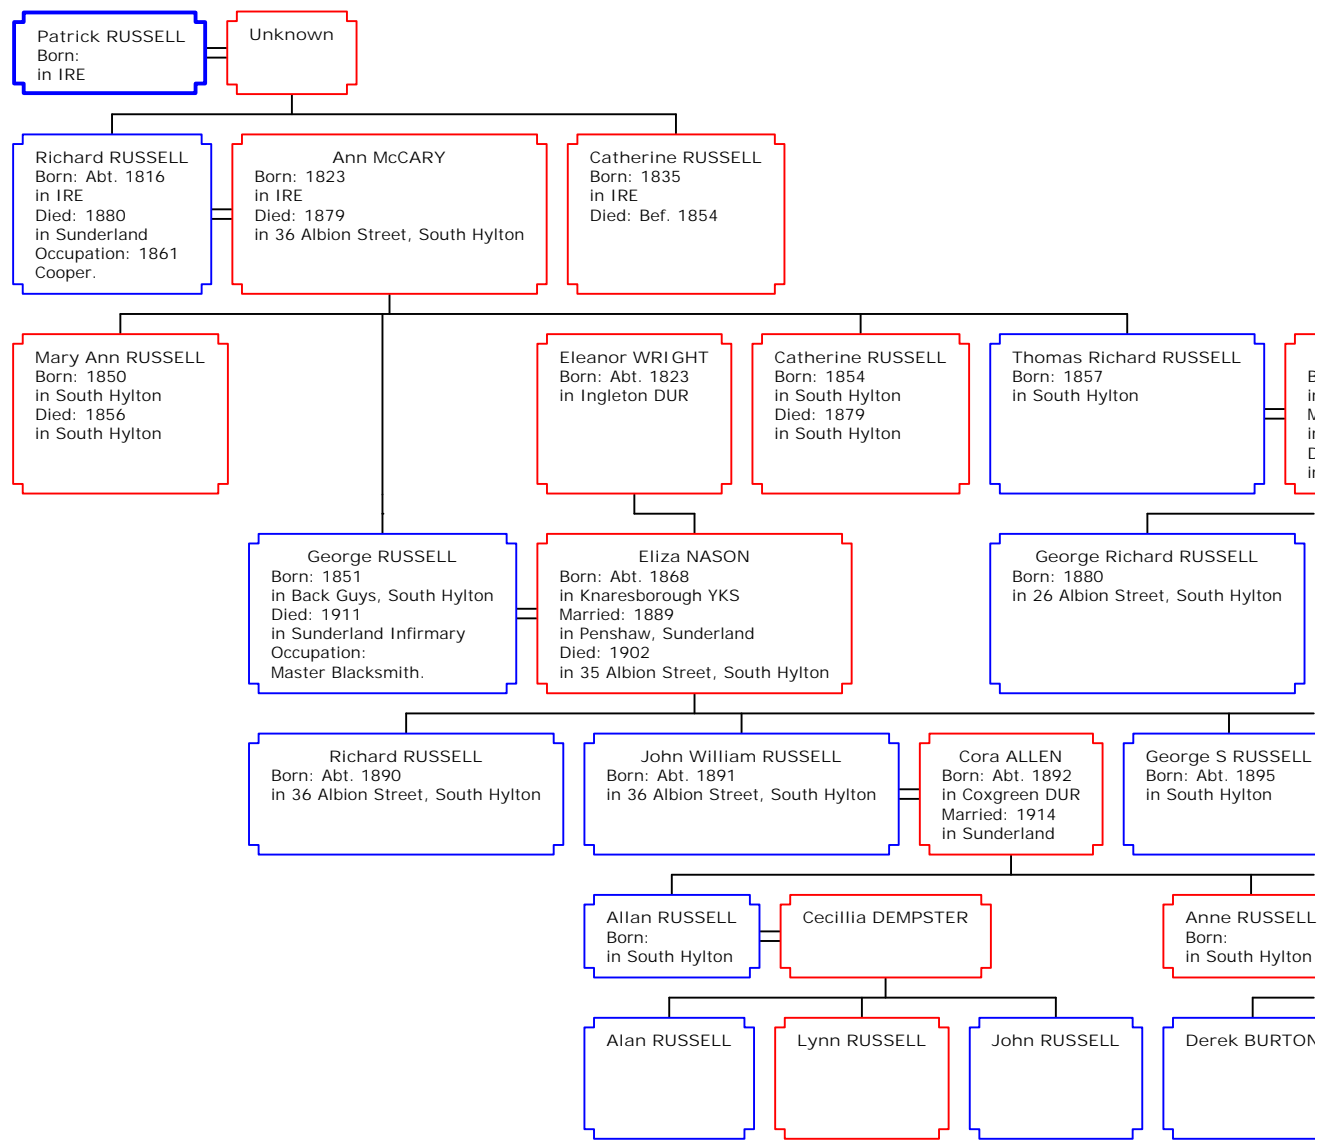 Patrick RUSSELL
Born:
in IRE
Unknown
Richard RUSSELL
Born: Abt. 1816
in IRE
Died: 1880
in Sunderland
Occupation: 1861
Cooper.
Ann McCARY
Born: 1823
in IRE
Died: 1879
in 36 Albion Street, South Hylton
Catherine RUSSELL
Born: 1835
in IRE
Died: Bef. 1854
Mary Ann RUSSELL
Born: 1850
in South Hylton
Died: 1856
in South Hylton
Eleanor WRIGHT
Born: Abt. 1823
in Ingleton DUR
Catherine RUSSELL
Born: 1854
in South Hylton
Died: 1879
in South Hylton
Thomas Richard RUSSELL
Born: 1857
in South Hylton
George RUSSELL
Born: 1851
in Back Guys, South Hylton
Died: 1911
in Sunderland Infirmary
Occupation:
Master Blacksmith.
Eliza NASON
Born: Abt. 1868
in Knaresborough YKS
Married: 1889
in Penshaw, Sunderland
Died: 1902
in 35 Albion Street, South Hylton
George Richard RUSSELL
Born: 1880
in 26 Albion Street, South Hylton
Richard RUSSELL
Born: Abt. 1890
in 36 Albion Street, South Hylton
John William RUSSELL
Born: Abt. 1891
in 36 Albion Street, South Hylton
Cora ALLEN
Born: Abt. 1892
in Coxgreen DUR
Married: 1914
in Sunderland
George S RUSSELL
Born: Abt. 1895
in South Hylton
Allan RUSSELL
Born:
in South Hylton
Cecillia DEMPSTER
Anne RUSSELL
Born:
in South Hylton
Alan RUSSELL
Lynn RUSSELL
John RUSSELL
Derek BURTON